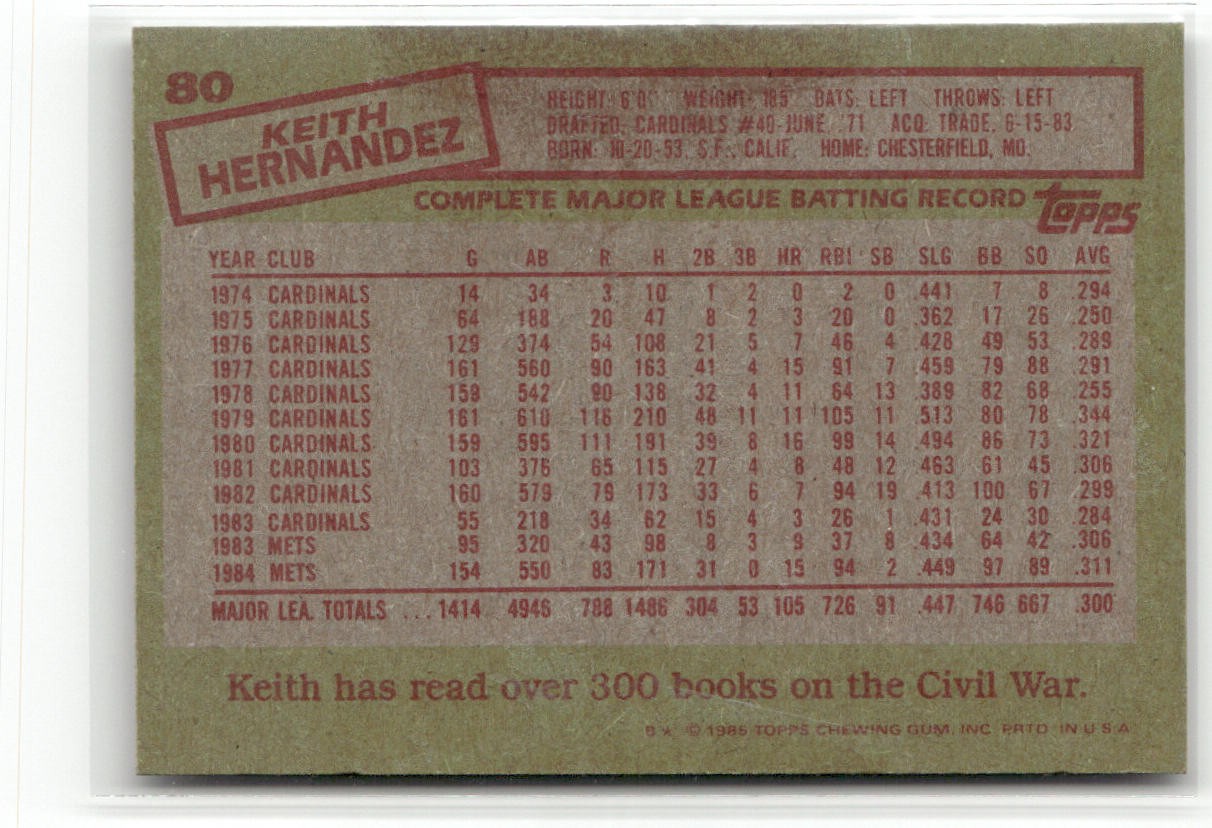 80
KEITH
HERNANDEZ
HEIGHT: 6'0" WEIGHT: 185 BATS: LEFT THROWS: LEFT
DRAFTED: CARDINALS #40-JUNE, '71 ACQ: TRADE, 6-15-83
BORN: 10-20-53, S.F., CALIF. HOME: CHESTERFIELD, MO.
COMPLETE MAJOR LEAGUE BATTING RECORD
Topps
YEAR CLUB G AB R H 2B 3B HR RBI SB SLG BB SO AVG
1974 CARDINALS 14 34 3 10 1 2 0 2 0 .441 7 8 .294
1975 CARDINALS 64 188 20 47 8 2 3 20 0 .362 17 26 .250
1976 CARDINALS 129 374 54 108 21 5 7 46 4 .428 49 53 .289
1977 CARDINALS 161 560 90 163 41 4 15 91 7 .459 79 88 .291
1978 CARDINALS 159 542 90 138 32 4 11 64 13 .389 82 68 .255
1979 CARDINALS 161 610 116 210 48 11 11 105 11 .513 80 78 .344
1980 CARDINALS 159 595 111 191 39 8 16 99 14 .494 86 73 .321
1981 CARDINALS 103 376 65 115 27 4 8 48 12 .463 61 45 .306
1982 CARDINALS 160 579 79 173 33 6 7 94 19 .413 100 67 .299
1983 CARDINALS 55 218 34 62 15 4 3 26 1 .431 24 30 .284
1983 METS 95 320 43 98 8 3 9 37 8 .434 64 42 .306
1984 METS 154 550 83 171 31 0 15 94 2 .449 97 89 .311
MAJOR LEA. TOTALS ... 1414 4946 788 1486 304 53 105 726 91 .447 746 667 .300
Keith has read over 300 books on the Civil War.
B★ © 1985 TOPPS CHEWING GUM, INC. PRTD. IN U.S.A.